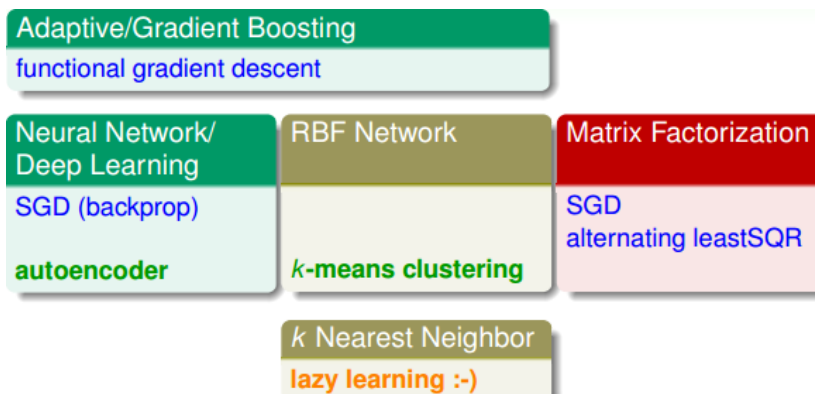 Adaptive/Gradient Boosting
functional gradient descent
Neural Network/
Deep Learning
SGD (backprop)
autoencoder
RBF Network
k-means clustering
Matrix Factorization
SGD
alternating leastSQR
k Nearest Neighbor
lazy learning :-)